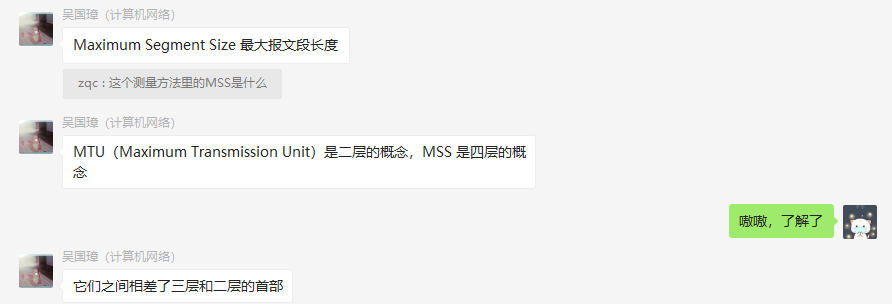 吴国璋（计算机网络）
Maximum Segment Size 最大报文段长度
zqc : 这个测量方法里的MSS是什么
吴国璋（计算机网络）
MTU（Maximum Transmission Unit）是二层的概念，MSS 是四层的概
念
嗷嗷，了解了
吴国璋（计算机网络）
它们之间相差了三层和二层的首部